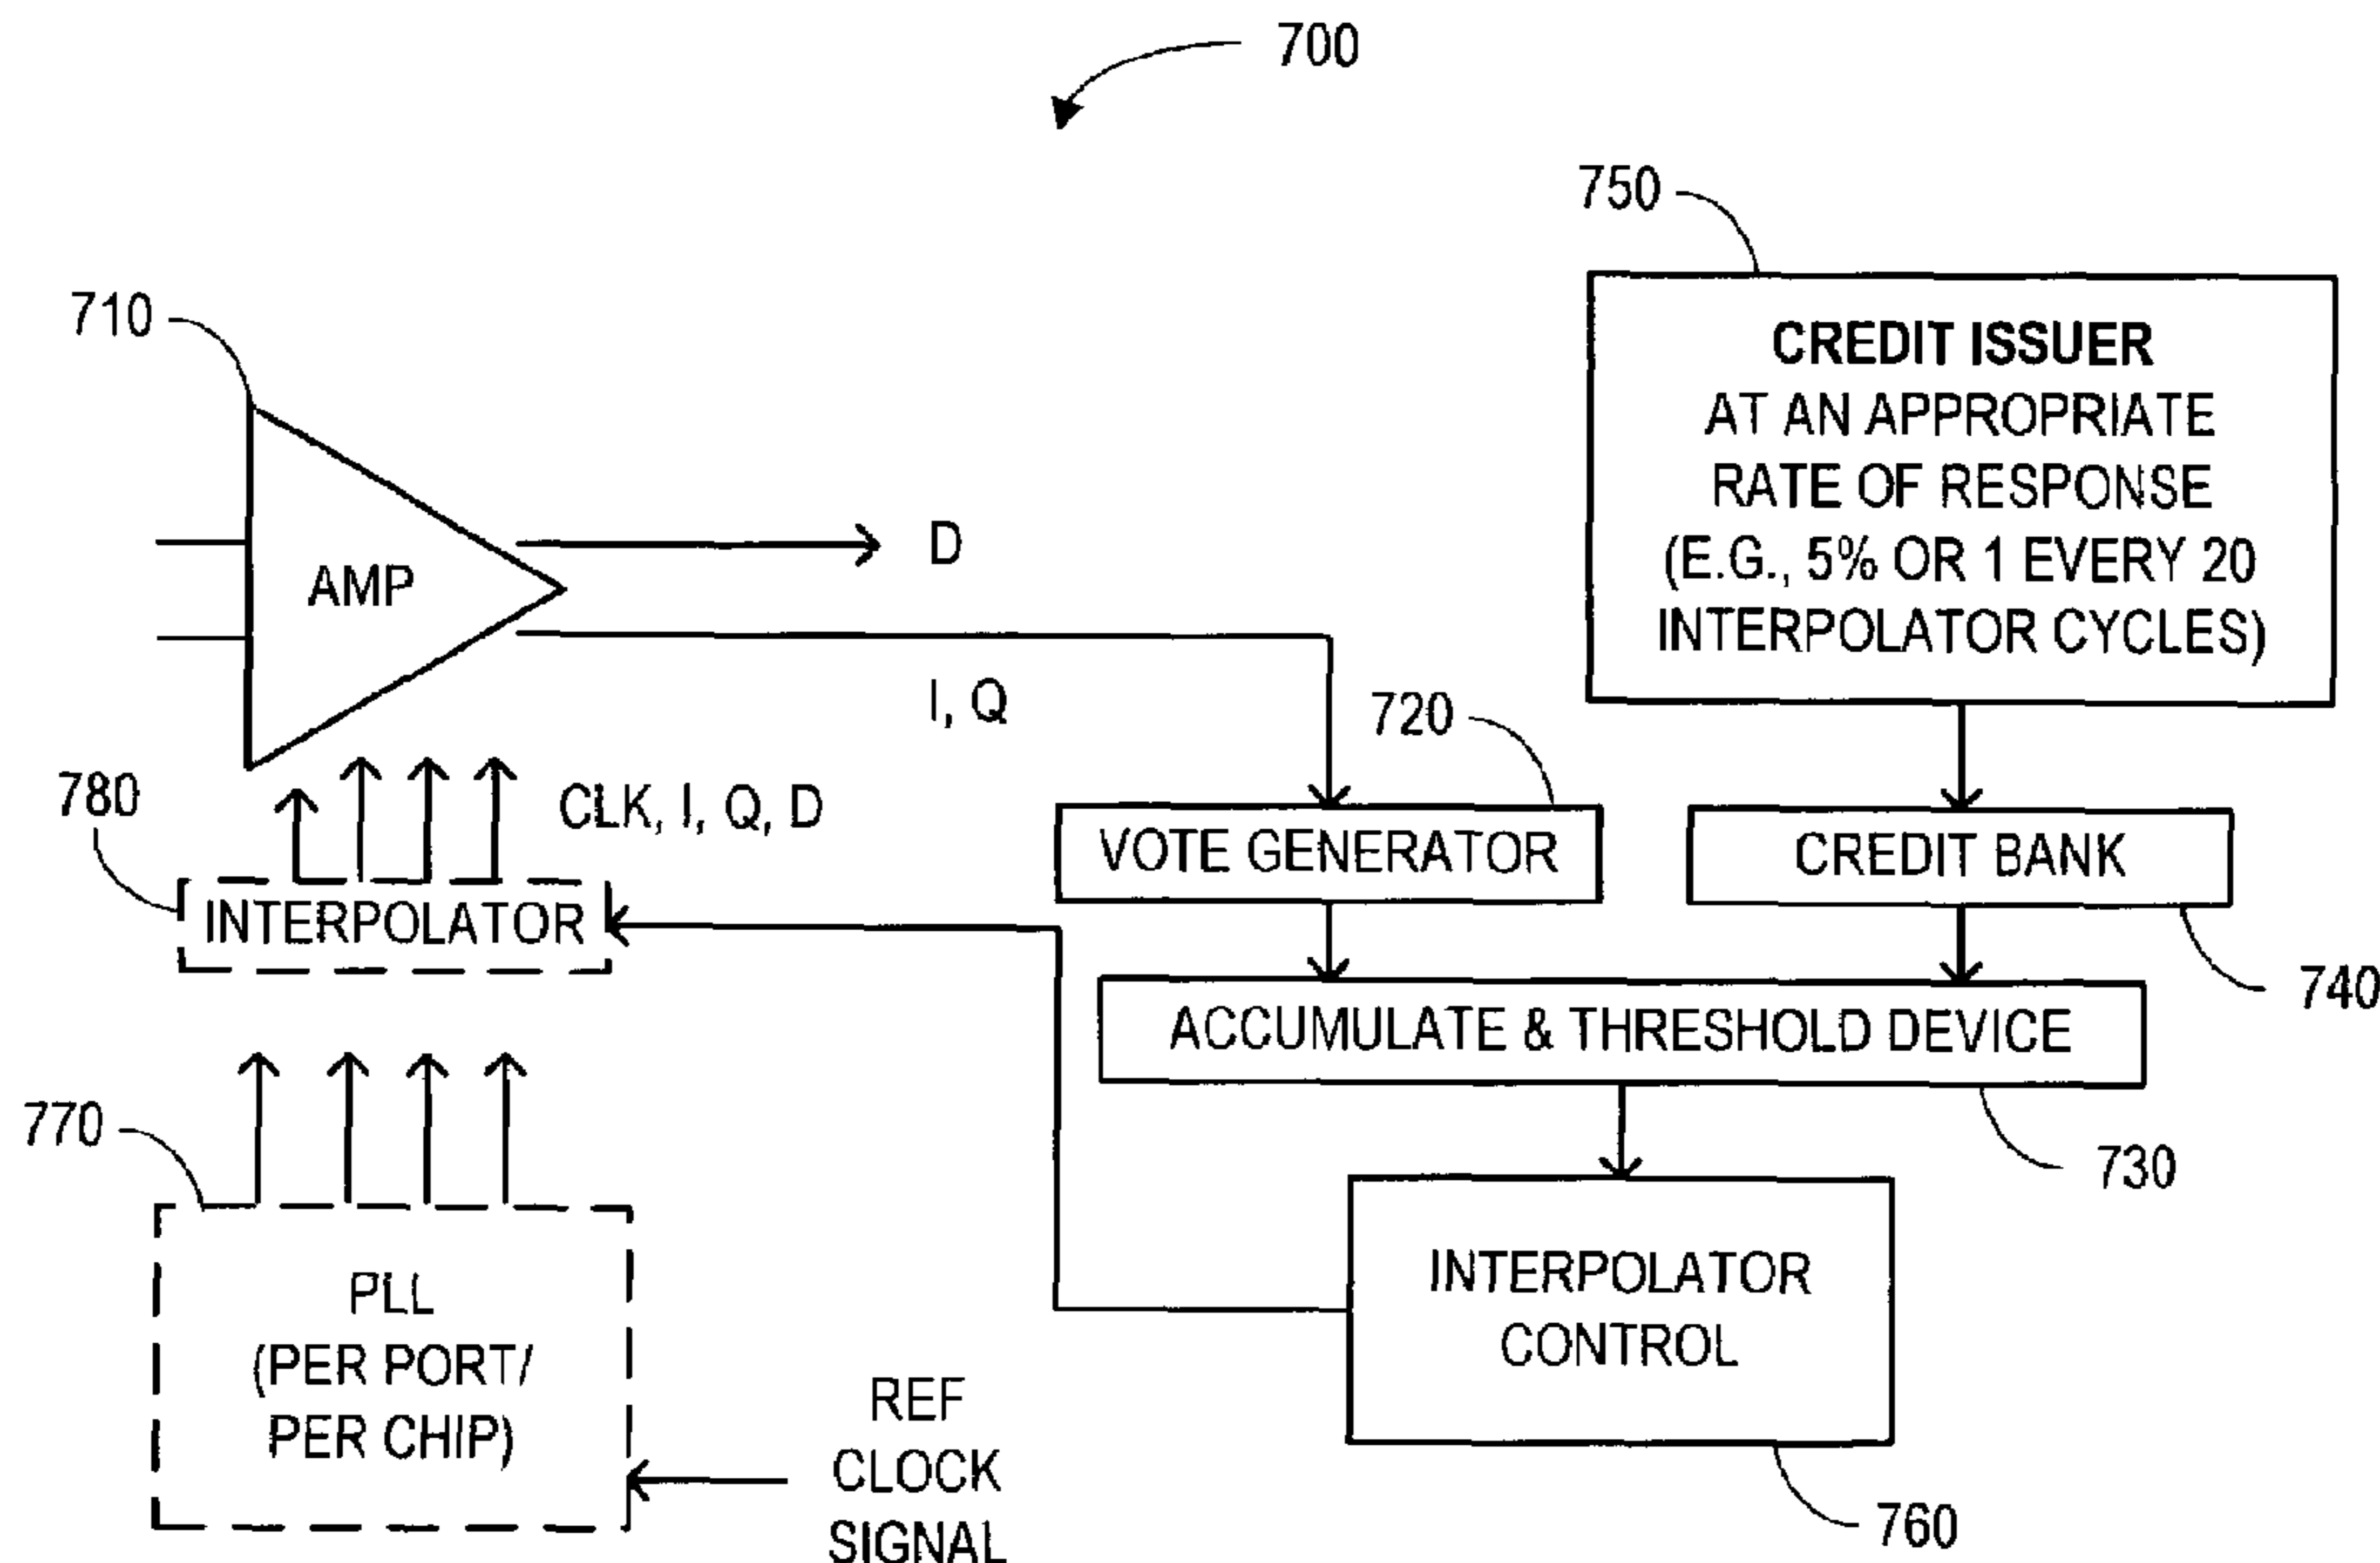 700
750
710
CREDIT ISSUER
AT AN APPROPRIATE
RATE OF RESPONSE
(E.G., 5% OR 1 EVERY 20
INTERPOLATOR CYCLES)
D
AMP
I, Q
720
780
CLK, I, Q, D
VOTE GENERATOR
CREDIT BANK
INTERPOLATOR
740
ACCUMULATE & THRESHOLD DEVICE
770
730
PLL
(PER PORT/
PER CHIP)
INTERPOLATOR
CONTROL
REF
CLOCK
SIGNAL
760